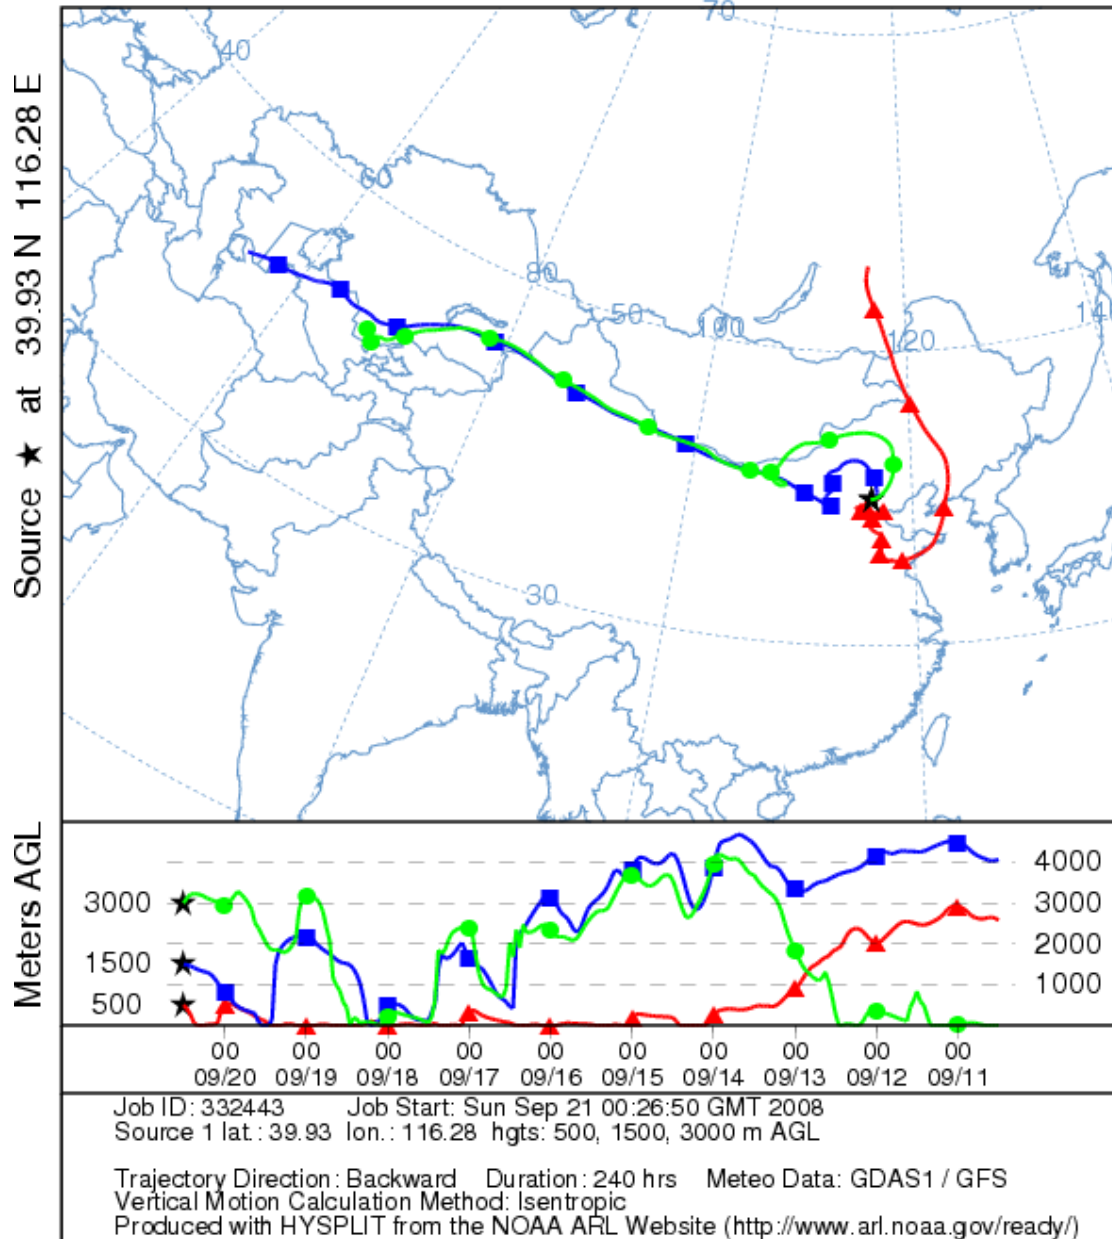 Source ★ at 39.93 N 116.28 E
70
40
60
80
50
100
120
140
30
Meters AGL
3000
1500
500
4000
3000
2000
1000
00 00 00 00 00 00 00 00 00 00
09/20 09/19 09/18 09/17 09/16 09/15 09/14 09/13 09/12 09/11
Job ID: 332443 Job Start: Sun Sep 21 00:26:50 GMT 2008
Source 1 lat.: 39.93 lon.: 116.28 hgts: 500, 1500, 3000 m AGL
Trajectory Direction: Backward Duration: 240 hrs Meteo Data: GDAS1 / GFS
Vertical Motion Calculation Method: Isentropic
Produced with HYSPLIT from the NOAA ARL Website (http://www.arl.noaa.gov/ready/)